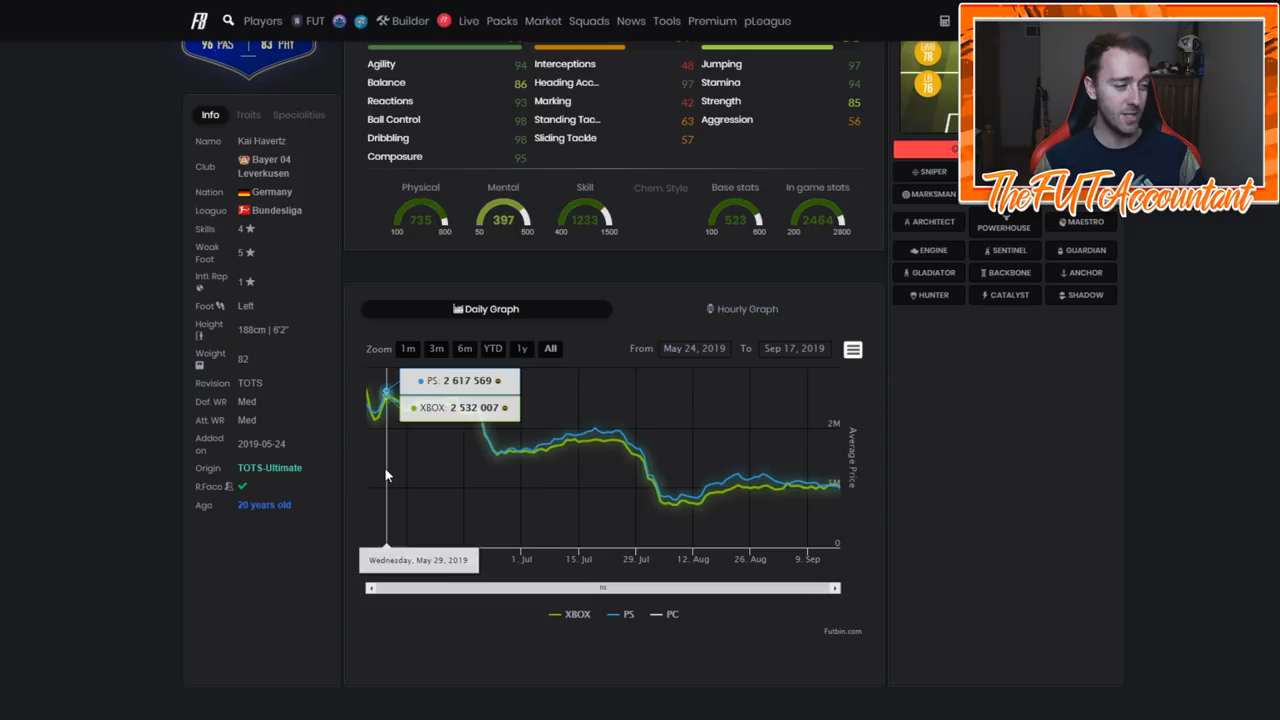 FB Players FUT Builder Live Packs Market Squads News Tools Premium pLeague
96 PAS 83 PHY
Agility 94
Balance 86
Reactions 93
Ball Control 98
Dribbling 98
Composure 95
Interceptions 48
Heading Acc... 97
Marking 42
Standing Tac... 63
Sliding Tackle 57
Jumping 97
Stamina 94
Strength 85
Aggression 56
Physical
735
100 800
Mental
397
50 500
Skill
1233
400 1500
Chem. Style
Base stats
523
100 600
In game stats
2464
200 2800
Info Traits Specialities
Name Kai Havertz
Club Bayer 04 Leverkusen
Nation Germany
League Bundesliga
Skills 4
Weak Foot 5
Intl. Rep 1
Foot Left
Height 188cm | 6'2"
Weight 82
Revision TOTS
Def. WR Med
Att. WR Med
Added on 2019-05-24
Origin TOTS-Ultimate
R.Face
Age 20 years old
Daily Graph Hourly Graph
Zoom 1m 3m 6m YTD 1y All
From May 24, 2019 To Sep 17, 2019
PS: 2 617 569
XBOX: 2 532 007
2M
1M
0
Average Price
Wednesday, May 29, 2019
1. Jul 15. Jul 29. Jul 12. Aug 26. Aug 9. Sep
XBOX PS PC
Futbin.com
LWB
78
LB
76
SNIPER
MARKSMAN
ARCHITECT POWERHOUSE MAESTRO
ENGINE SENTINEL GUARDIAN
GLADIATOR BACKBONE ANCHOR
HUNTER CATALYST SHADOW
TheFUTAccountant